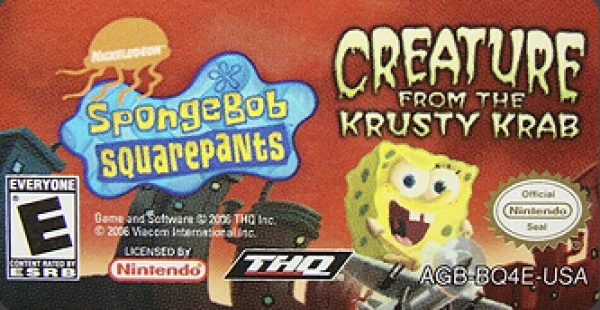 NICKELODEON
SpongeBob
SQUAREPANTS
CREATURE
FROM THE
KRUSTY KRAB
EVERYONE
E
CONTENT RATED BY
ESRB
Game and Software © 2006 THQ Inc.
© 2006 Viacom International Inc.
LICENSED BY
Nintendo
THQ
Official
Nintendo
Seal
AGB-BQ4E-USA